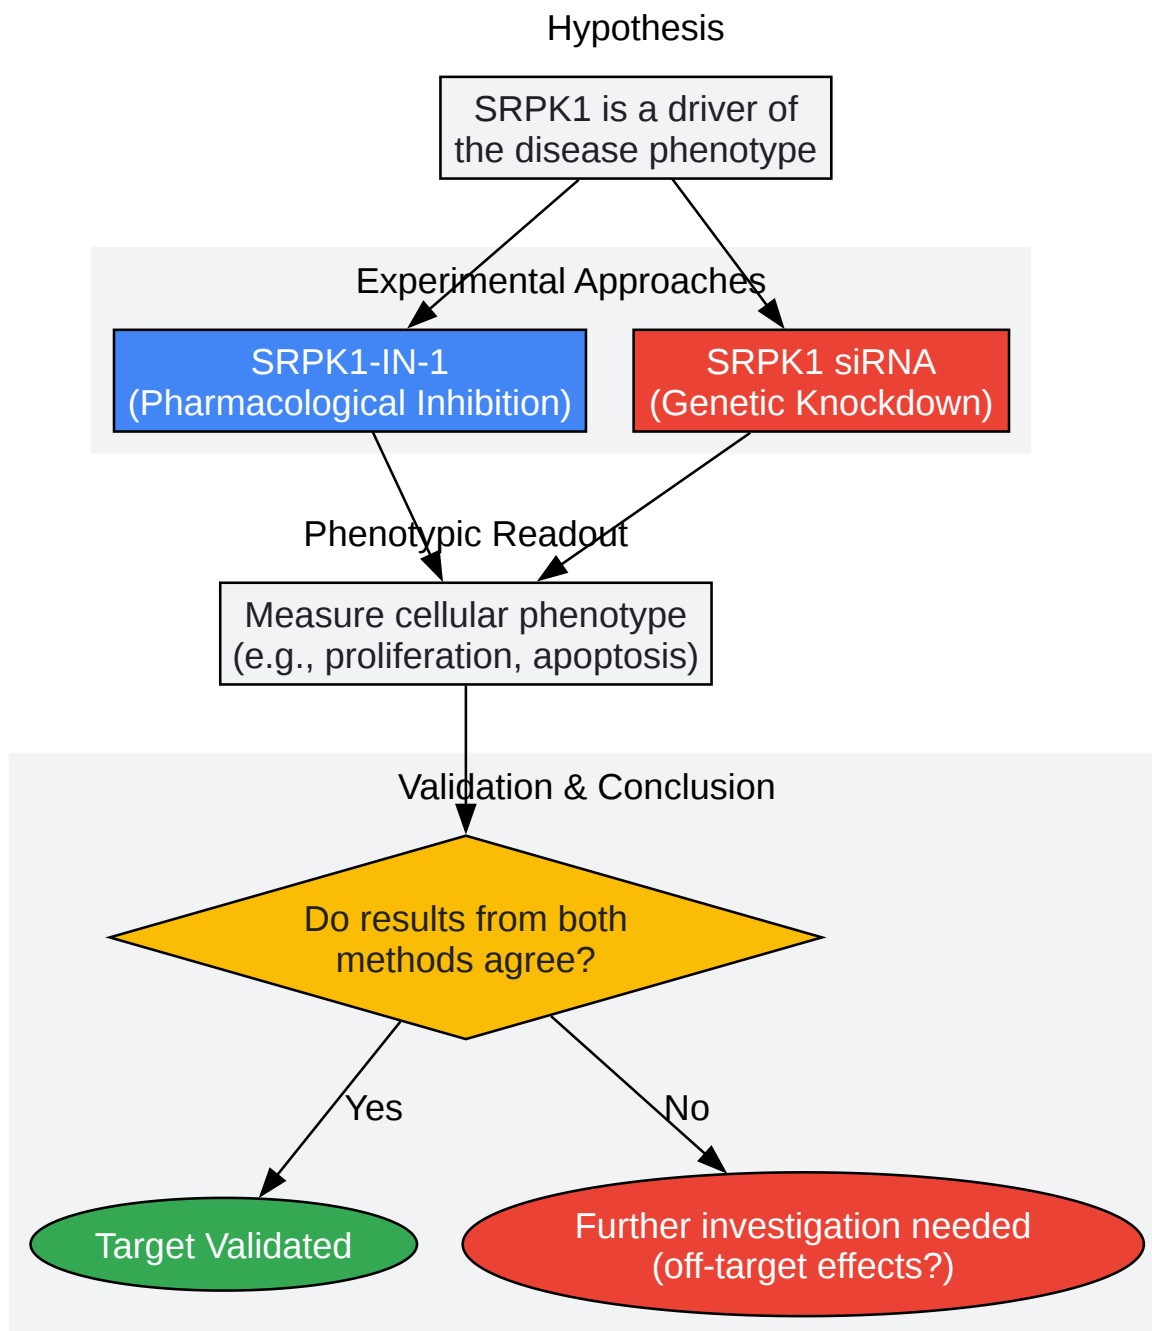 Hypothesis
SRPK1 is a driver of
the disease phenotype
Experimental Approaches
SRPK1-IN-1
(Pharmacological Inhibition)
SRPK1 siRNA
(Genetic Knockdown)
Phenotypic Readout
Measure cellular phenotype
(e.g., proliferation, apoptosis)
Validation & Conclusion
Do results from both
methods agree?
Yes
No
Target Validated
Further investigation needed
(off-target effects?)